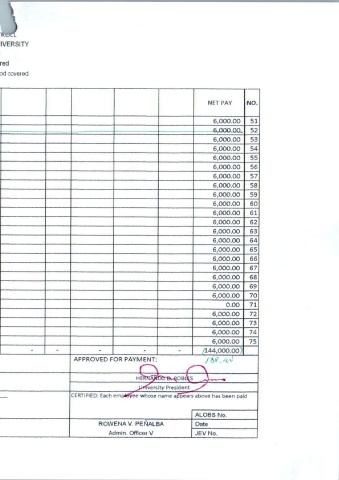 IVERSITY
red
od covered
NET PAY NO.
6,000.00 51
6,000.00 52
6,000.00 53
6,000.00 54
6,000.00 55
6,000.00 56
6,000.00 57
6,000.00 58
6,000.00 59
6,000.00 60
6,000.00 61
6,000.00 62
6,000.00 63
6,000.00 64
6,000.00 65
6,000.00 66
6,000.00 67
6,000.00 68
6,000.00 69
6,000.00 70
0.00 71
6,000.00 72
6,000.00 73
6,000.00 74
6,000.00 75
- - - - - 144,000.00
APPROVED FOR PAYMENT:
HERNANDO D. ROBLES
University President
CERTIFIED: Each employee whose name appears above has been paid
ALOBS No.
ROWENA V. PEÑALBA Date
Admin. Officer V JEV No.